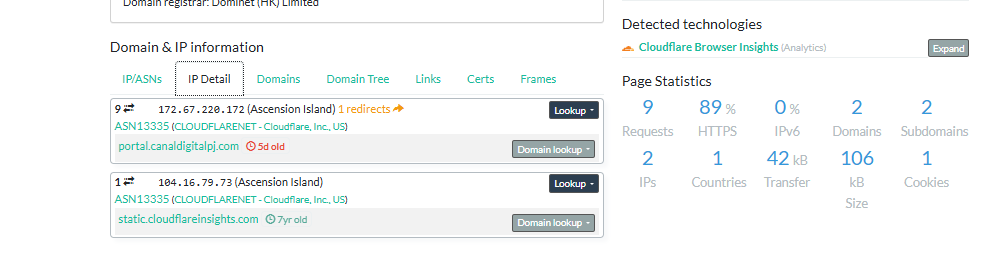 Domain registrar: Dominet (HK) Limited
Domain & IP information
IP/ASNs IP Detail Domains Domain Tree Links Certs Frames
9 172.67.220.172 (Ascension Island) 1 redirects Lookup
ASN13335 (CLOUDFLARENET - Cloudflare, Inc., US)
portal.canaldigitalpj.com 5d old Domain lookup
1 104.16.79.73 (Ascension Island) Lookup
ASN13335 (CLOUDFLARENET - Cloudflare, Inc., US)
static.cloudflareinsights.com 7yr old Domain lookup
Detected technologies
Cloudflare Browser Insights (Analytics) Expand
Page Statistics
9 89 % 0 % 2 2
Requests HTTPS IPv6 Domains Subdomains
2 1 42 kB 106 1
IPs Countries Transfer kB Cookies
Size